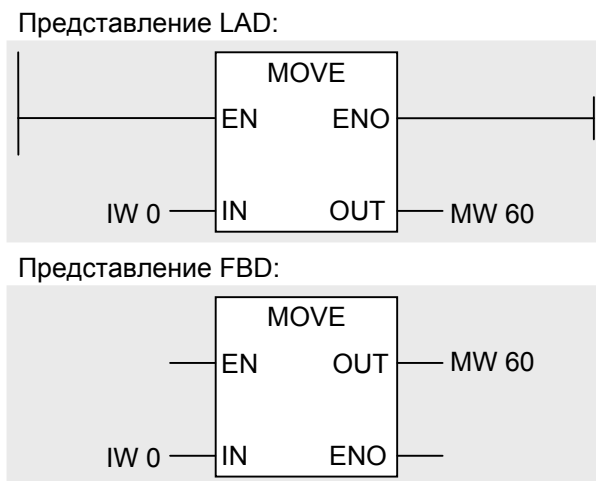 Представление LAD:
MOVE
EN ENO
IW 0 IN OUT MW 60
Представление FBD:
MOVE
EN OUT MW 60
IW 0 IN ENO